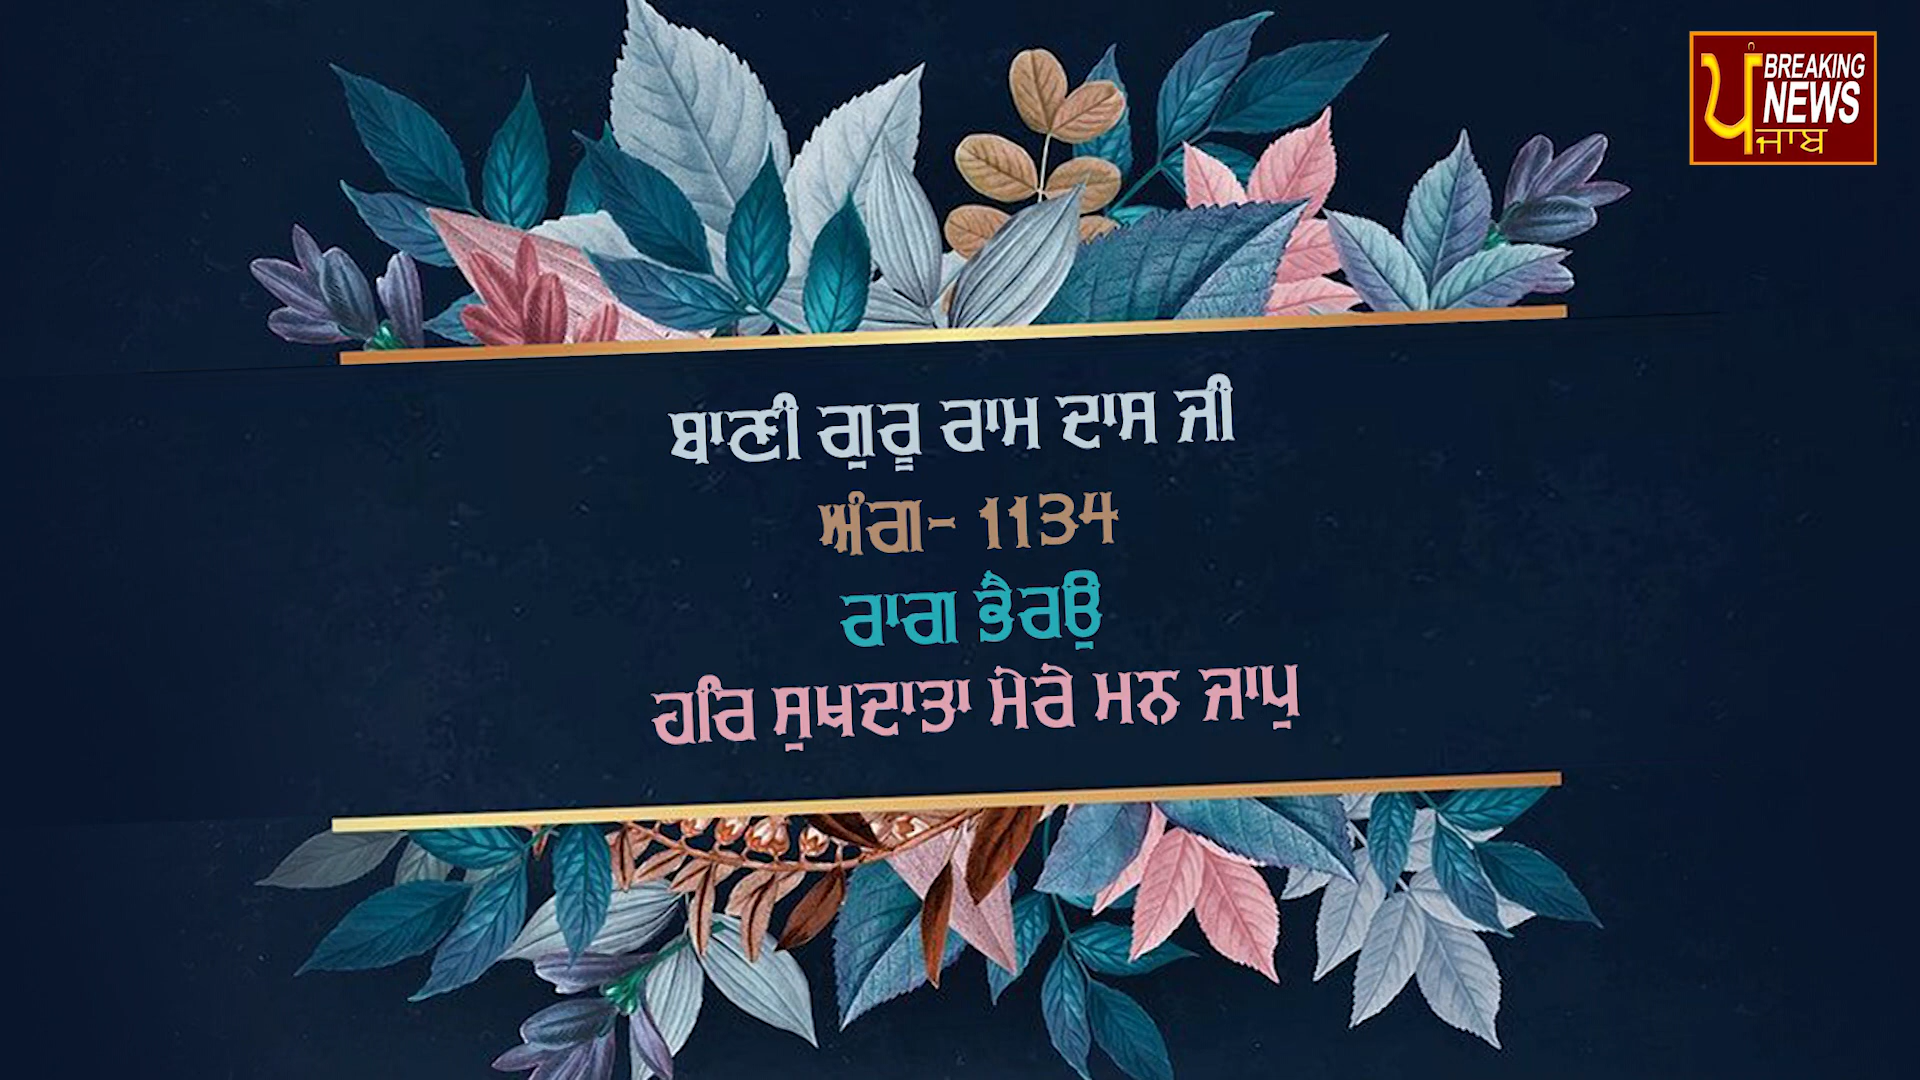 ਪੰਜਾਬ
BREAKING
NEWS
ਬਾਣੀ ਗੁਰੂ ਰਾਮ ਦਾਸ ਜੀ
ਅੰਗ- 1134
ਰਾਗ ਭੈਰਉ
ਹਰਿ ਸੁਖਦਾਤਾ ਮੇਰੇ ਮਨ ਜਾਪੁ